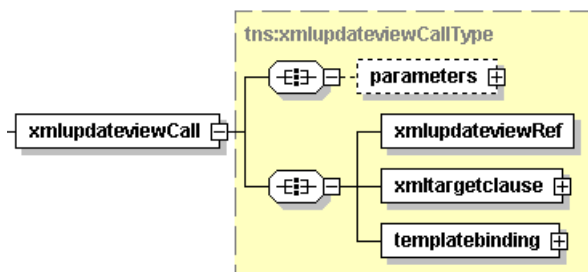 tns:xmlupdateviewCallType
parameters
xmlupdateviewCall
xmlupdateviewRef
xmltargetclause
templatebinding